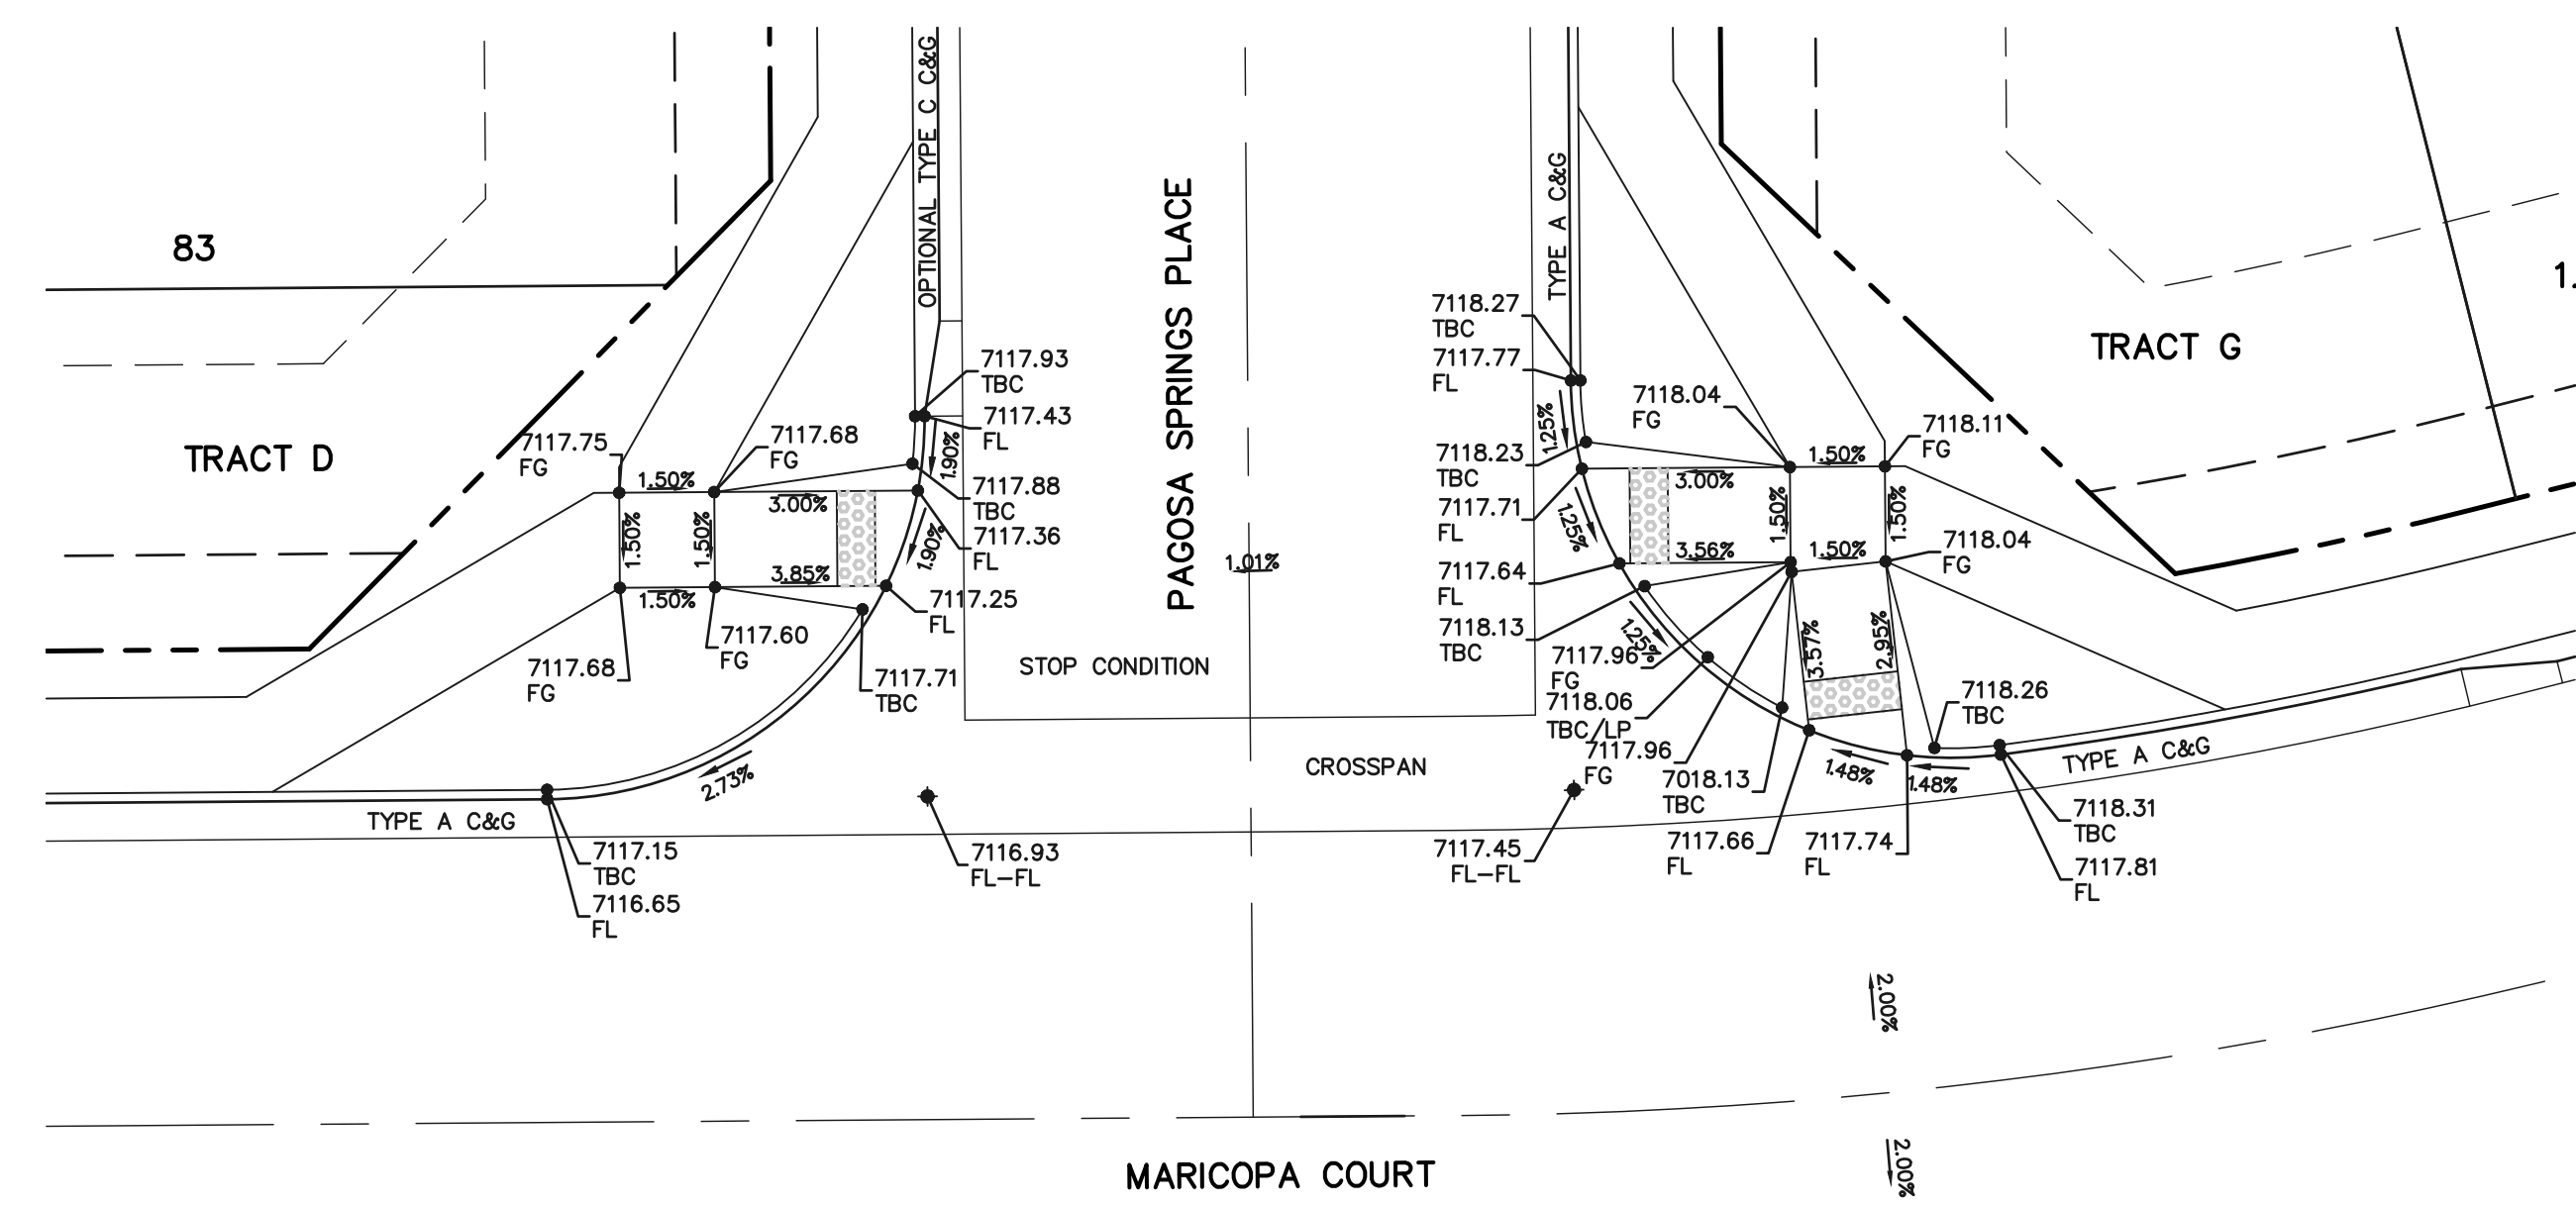 OPTIONAL TYPE C C&G
83
PAGOSA SPRINGS PLACE
TYPE A C&G
1.
TRACT G
TRACT D
7117.93
TBC
7117.43
FL
1.90%
7117.75
FG
7117.68
FG
1.50%
3.00%
7117.88
TBC
7117.36
FL
1.90%
1.50%
1.50%
3.85%
1.50%
7117.25
FL
7117.68
FG
7117.60
FG
7117.71
TBC
STOP CONDITION
1.01%
7118.27
TBC
7117.77
FL
1.25%
7118.04
FG
7118.11
FG
7118.23
TBC
1.50%
3.00%
7117.71
FL
1.25%
1.50%
1.50%
3.56%
1.50%
7118.04
FG
7117.64
FL
7118.13
TBC
1.25%
7117.96
FG
3.57%
2.95%
7118.06
TBC/LP
7117.96
FG
7018.13
TBC
7118.26
TBC
CROSSPAN
1.48%
1.48%
TYPE A C&G
2.73%
TYPE A C&G
7117.15
TBC
7116.65
FL
7116.93
FL-FL
7117.45
FL-FL
7117.66
FL
7117.74
FL
7118.31
TBC
7117.81
FL
2.00%
2.00%
MARICOPA COURT